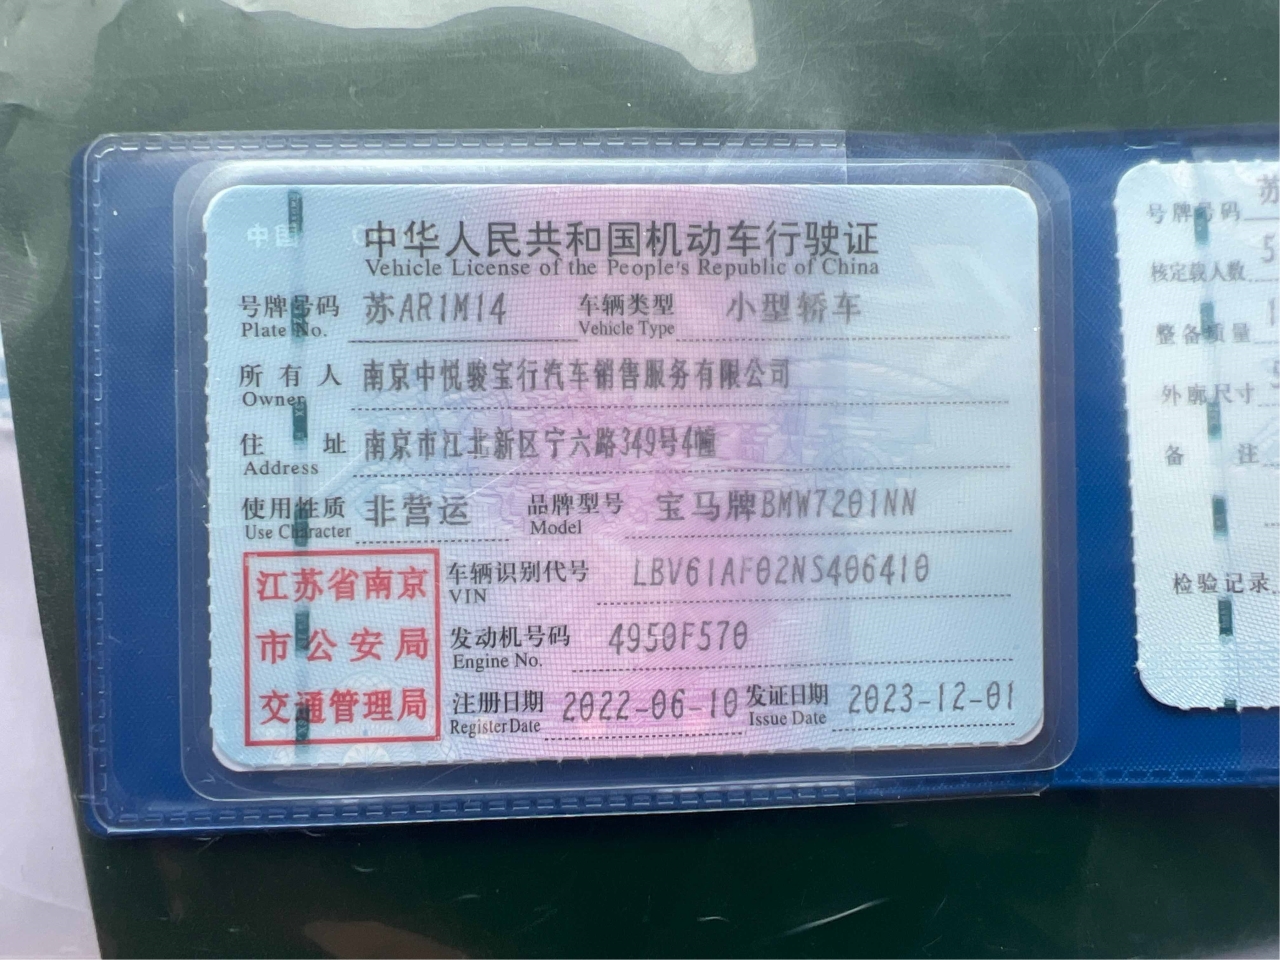 中华人民共和国机动车行驶证
Vehicle License of the People's Republic of China
号牌号码 苏AR1M14 车辆类型 小型轿车
Plate No. Vehicle Type
所有人 南京中悦骏宝行汽车销售服务有限公司
Owner
住址 南京市江北新区宁六路349号4幢
Address
使用性质 非营运 品牌型号 宝马牌BMW7201NN
Use Character Model
江苏省南京
市公安局
交通管理局
车辆识别代号 LBV61AF02NS406410
VIN
发动机号码 4950F570
Engine No.
注册日期 2022-06-10 发证日期 2023-12-01
Register Date Issue Date
号牌号码 苏
核定载人数 5
整备质量
外廓尺寸
备注
检验记录